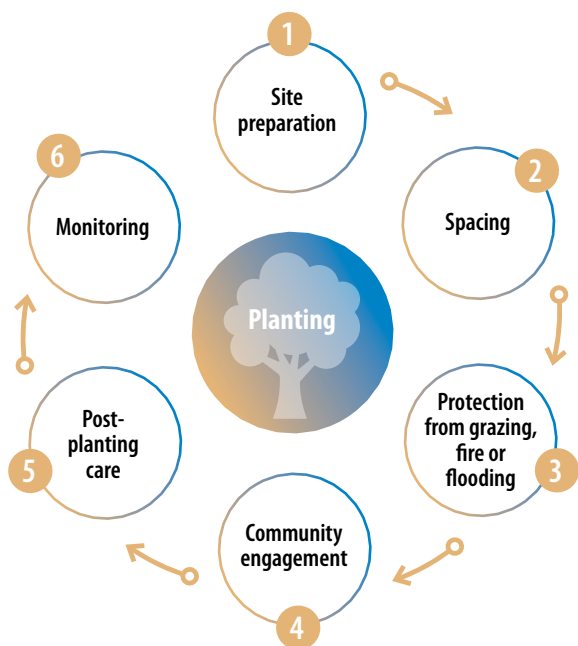 1
Site
preparation
2
Spacing
3
Protection
from grazing,
fire or
flooding
4
Community
engagement
5
Post-
planting
care
6
Monitoring
Planting